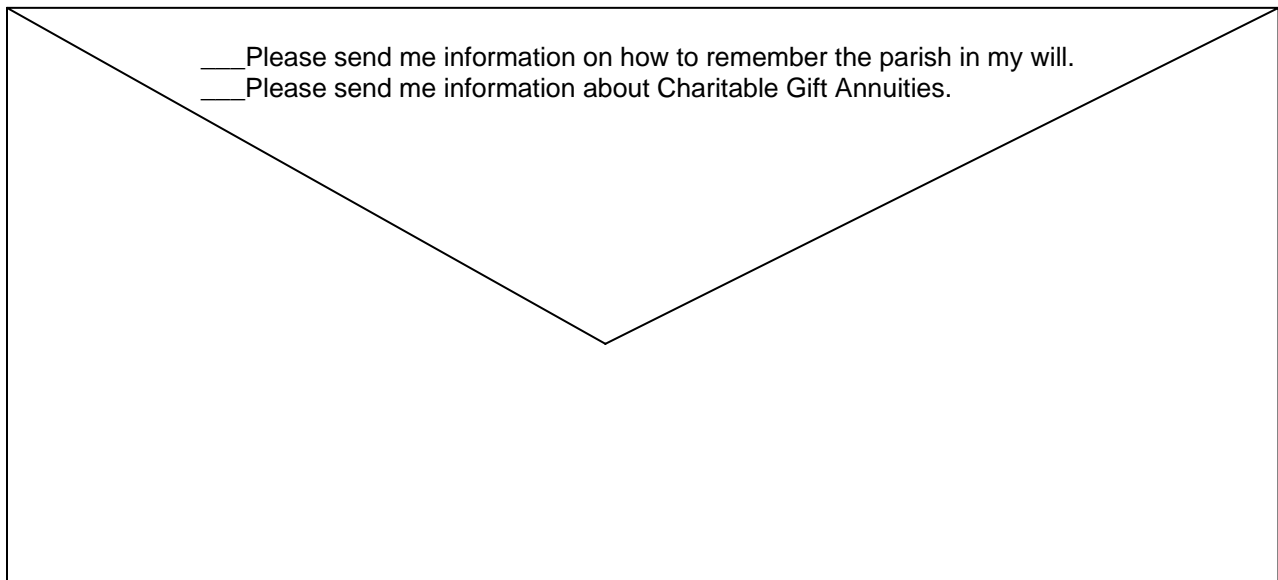 ___Please send me information on how to remember the parish in my will.
___Please send me information about Charitable Gift Annuities.